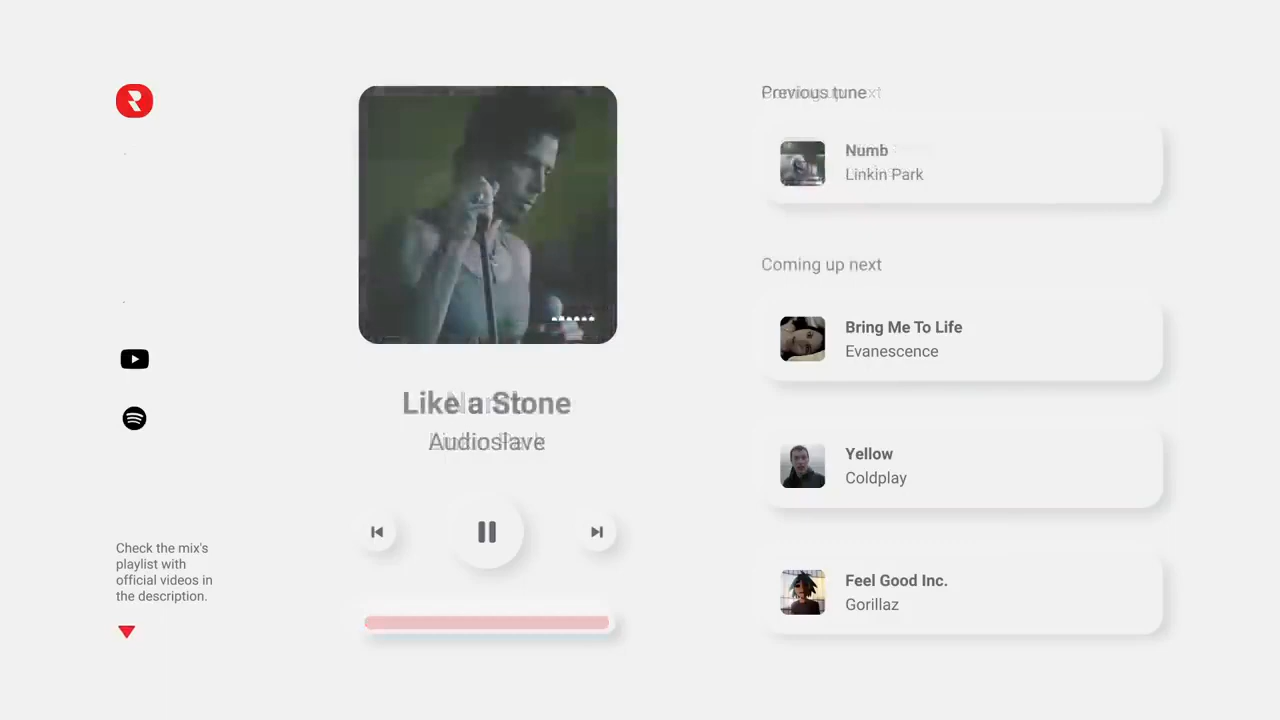 Previous tune
Numb
Linkin Park
Coming up next
Bring Me To Life
Evanescence
Yellow
Coldplay
Feel Good Inc.
Gorillaz
Like a Stone
Audioslave
Check the mix's
playlist with
official videos in
the description.